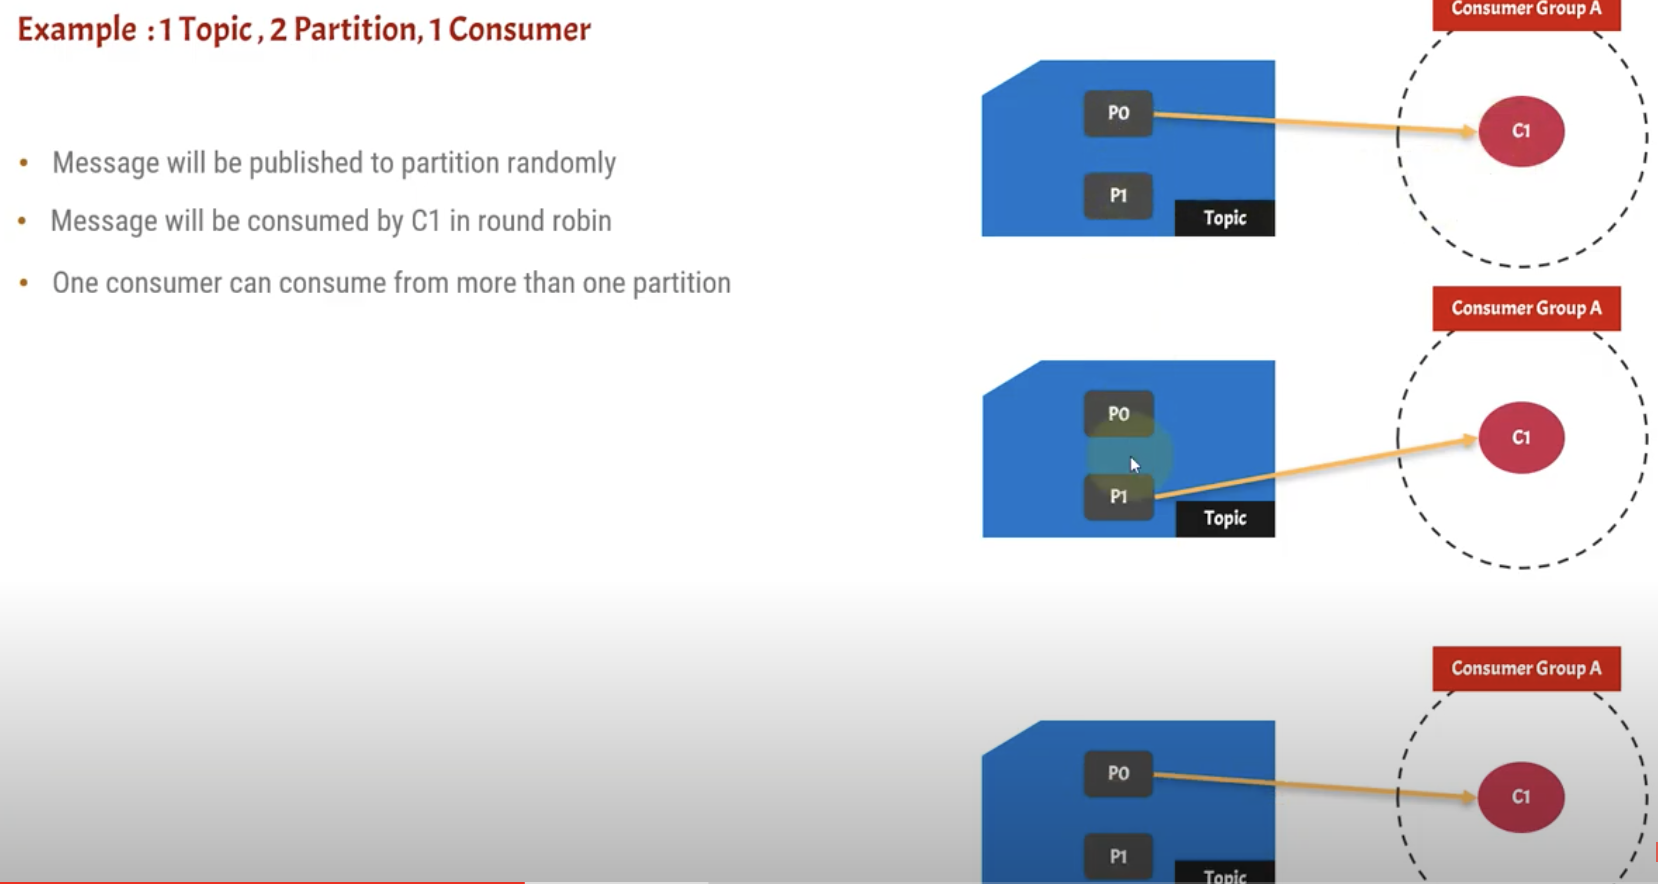 Example : 1 Topic , 2 Partition, 1 Consumer
• Message will be published to partition randomly
• Message will be consumed by C1 in round robin
• One consumer can consume from more than one partition
Consumer Group A
P0
C1
P1
Topic
Consumer Group A
P0
C1
P1
Topic
Consumer Group A
P0
C1
P1
Topic